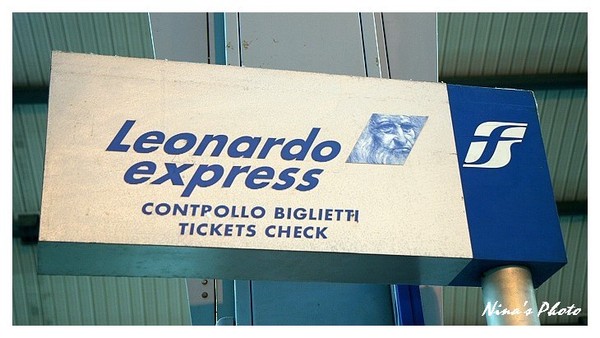 Leonardo
express
CONTPOLLO BIGLIETTI
TICKETS CHECK
Nina's Photo